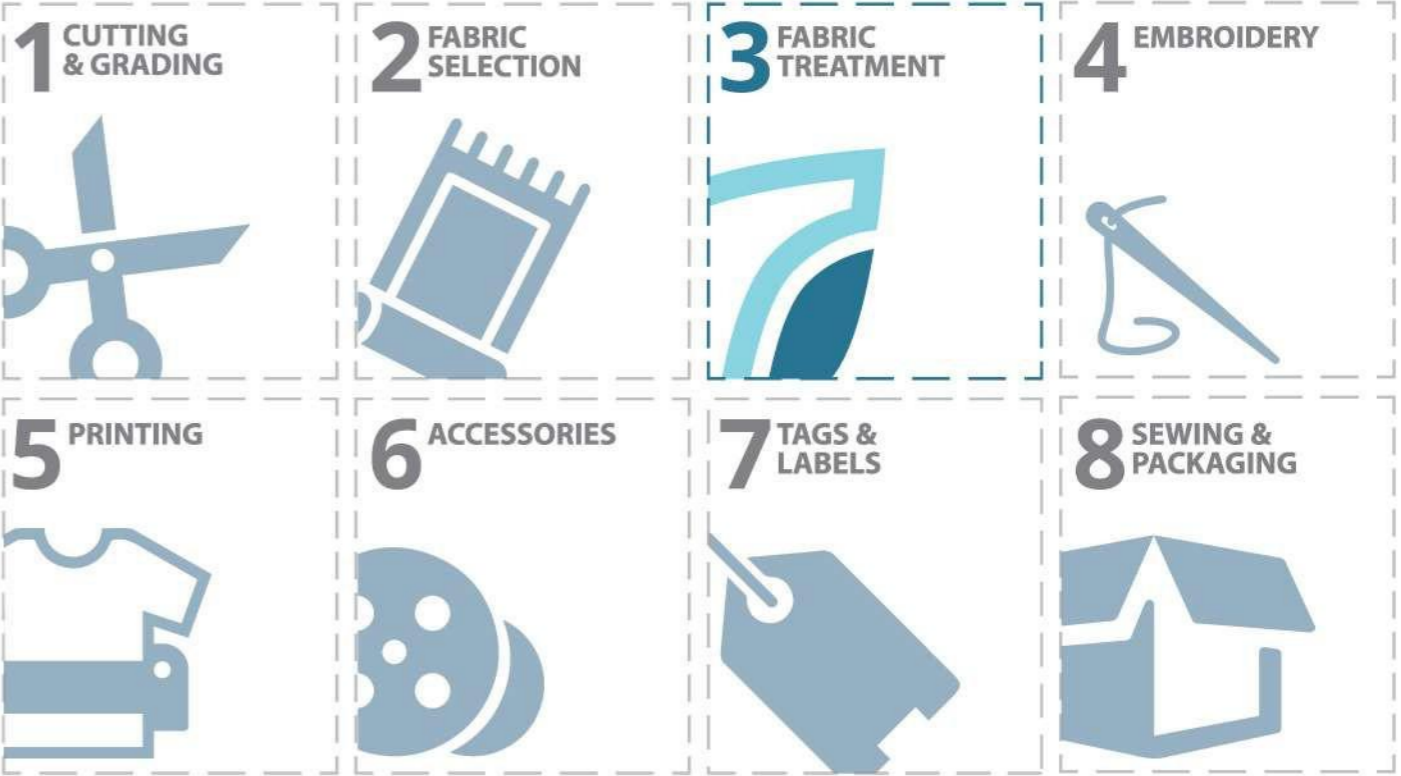 1 CUTTING
& GRADING
2 FABRIC
SELECTION
3 FABRIC
TREATMENT
4 EMBROIDERY
5 PRINTING
6 ACCESSORIES
7 TAGS &
LABELS
8 SEWING &
PACKAGING